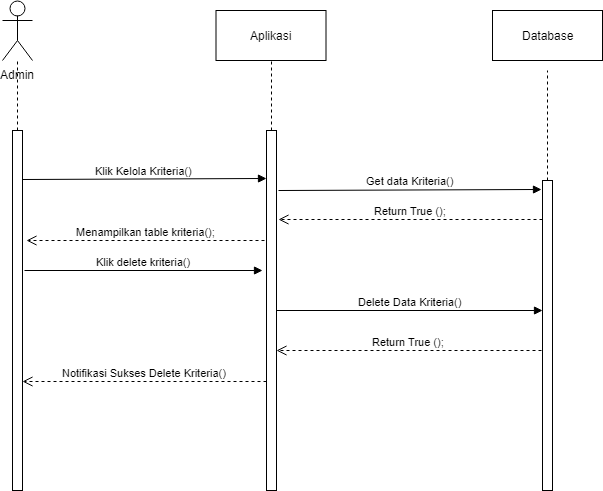 Aplikasi
Database
Admin
Klik Kelola Kriteria()
Get data Kriteria()
Return True ();
Menampilkan table kriteria();
Klik delete kriteria()
Delete Data Kriteria()
Return True ();
Notifikasi Sukses Delete Kriteria()